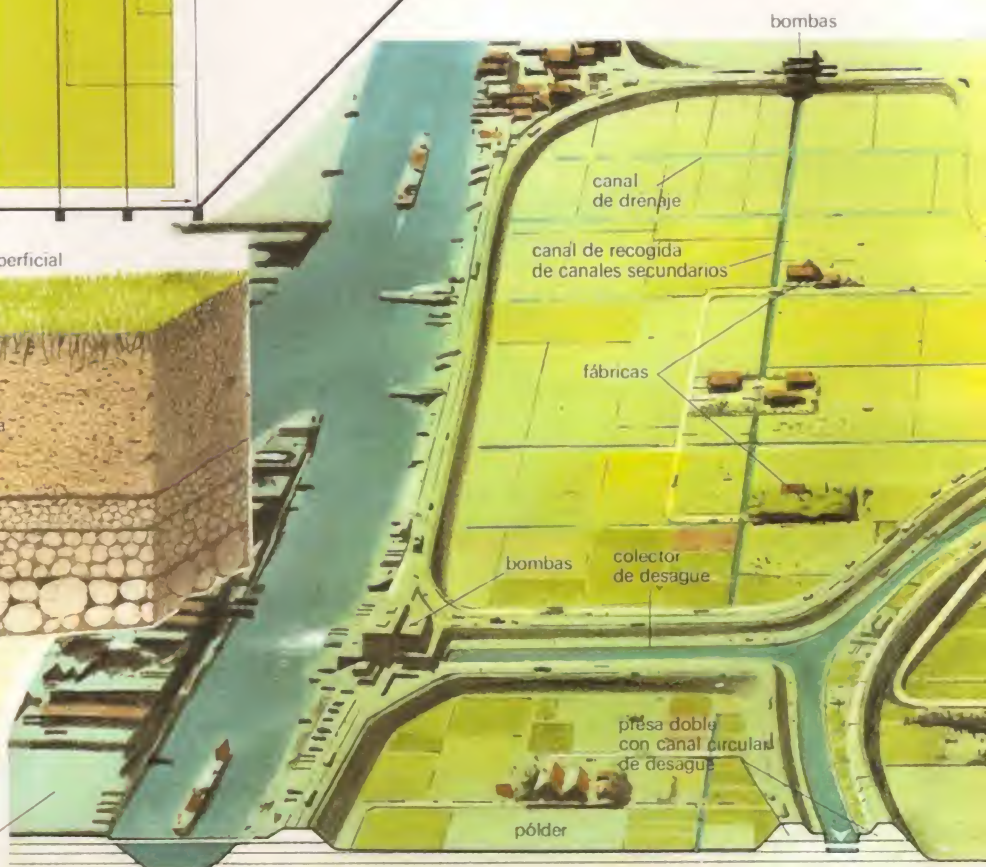 bombas
canal
de drenaje
perficial
canal de recogida
de canales secundarios
fábricas
a
bombas
colector
de desague
presa doble
con canal circular
de desague
pólder